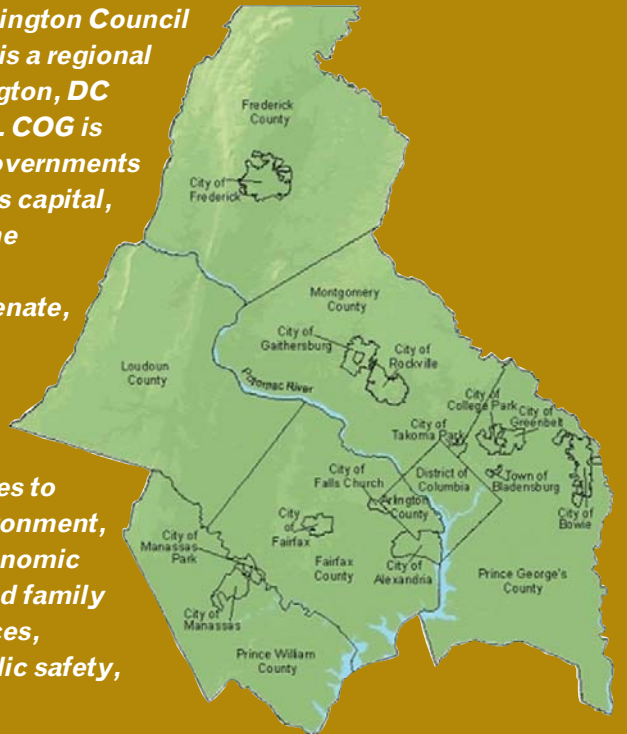 ington Council
is a regional
gton, DC
. COG is
overnments
s capital,
ne
enate,
es to
onment,
nomic
d family
ces,
lic safety,
Frederick
County
City of
Frederick
Montgomery
County
City of
Gaithersburg
City of
Rockville
Loudoun
County
Potomac River
City of
College Park
City of
Greenbelt
City of
Takoma Park
City of
Falls Church
District of
Columbia
Town of
Bladensburg
Arlington
County
City of
Bowie
City
of
Fairfax
City of
Manassas
Park
Fairfax
County
City of
Alexandria
Prince George's
County
City of
Manassas
Prince William
County